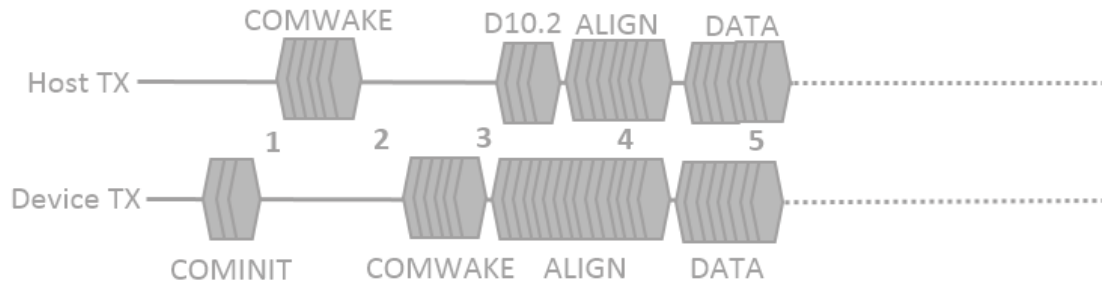 COMWAKE D10.2 ALIGN DATA
Host TX
1 2 3 4 5
Device TX
COMINIT COMWAKE ALIGN DATA